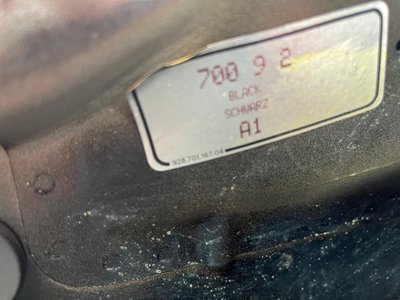 700 9 2
BLACK
SCHWARZ
A1
928.701.167.04